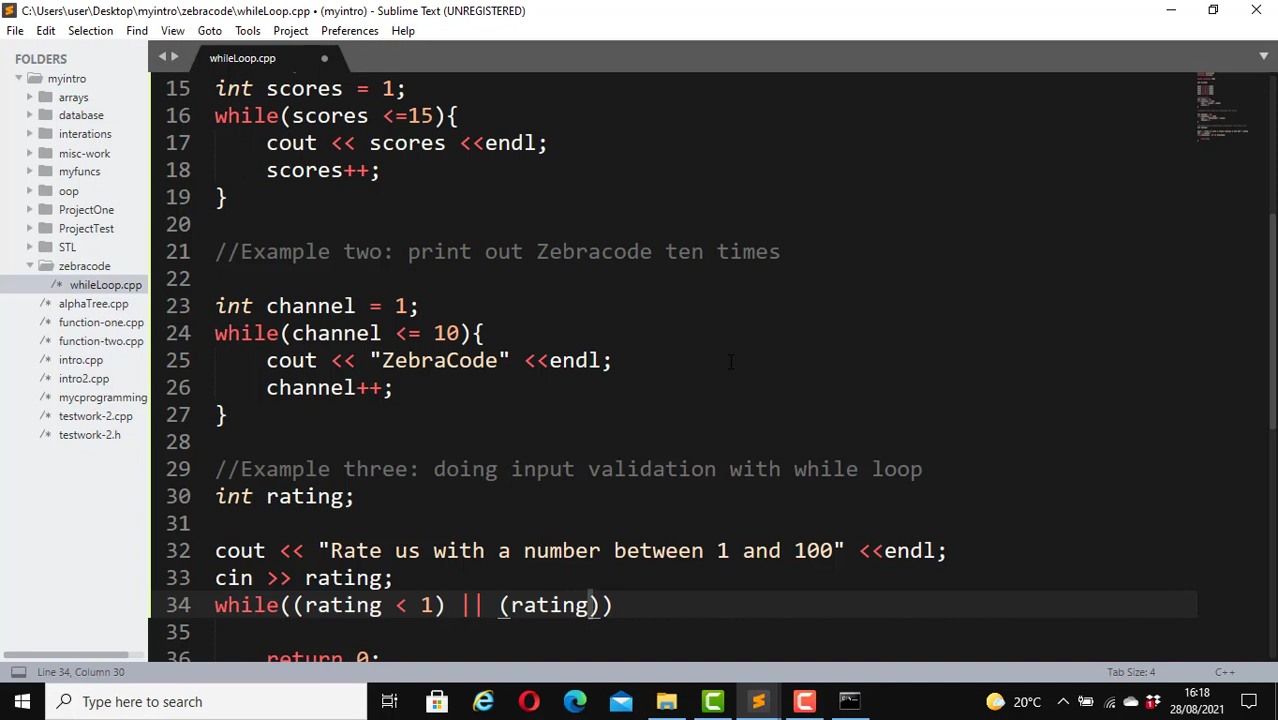 C:\Users\user\Desktop\myintro\zebracode\whileLoop.cpp • (myintro) - Sublime Text (UNREGISTERED)
File Edit Selection Find View Goto Tools Project Preferences Help
FOLDERS
myintro
arrays
database
interations
misc-work
myfuncs
oop
ProjectOne
ProjectTest
STL
zebracode
/* whileLoop.cpp
/* alphaTree.cpp
/* function-one.cpp
/* function-two.cpp
/* intro.cpp
/* intro2.cpp
/* mycprogramming
/* testwork-2.cpp
/* testwork-2.h
whileLoop.cpp
15 int scores = 1;
16 while(scores <=15){
17 cout << scores <<endl;
18 scores++;
19 }
20
21 //Example two: print out Zebracode ten times
22
23 int channel = 1;
24 while(channel <= 10){
25 cout << "ZebraCode" <<endl;
26 channel++;
27 }
28
29 //Example three: doing input validation with while loop
30 int rating;
31
32 cout << "Rate us with a number between 1 and 100" <<endl;
33 cin >> rating;
34 while((rating < 1) || (rating))
35
36 return 0;
Line 34, Column 30 Tab Size: 4 C++
Type here to search
20°C
16:18
28/08/2021